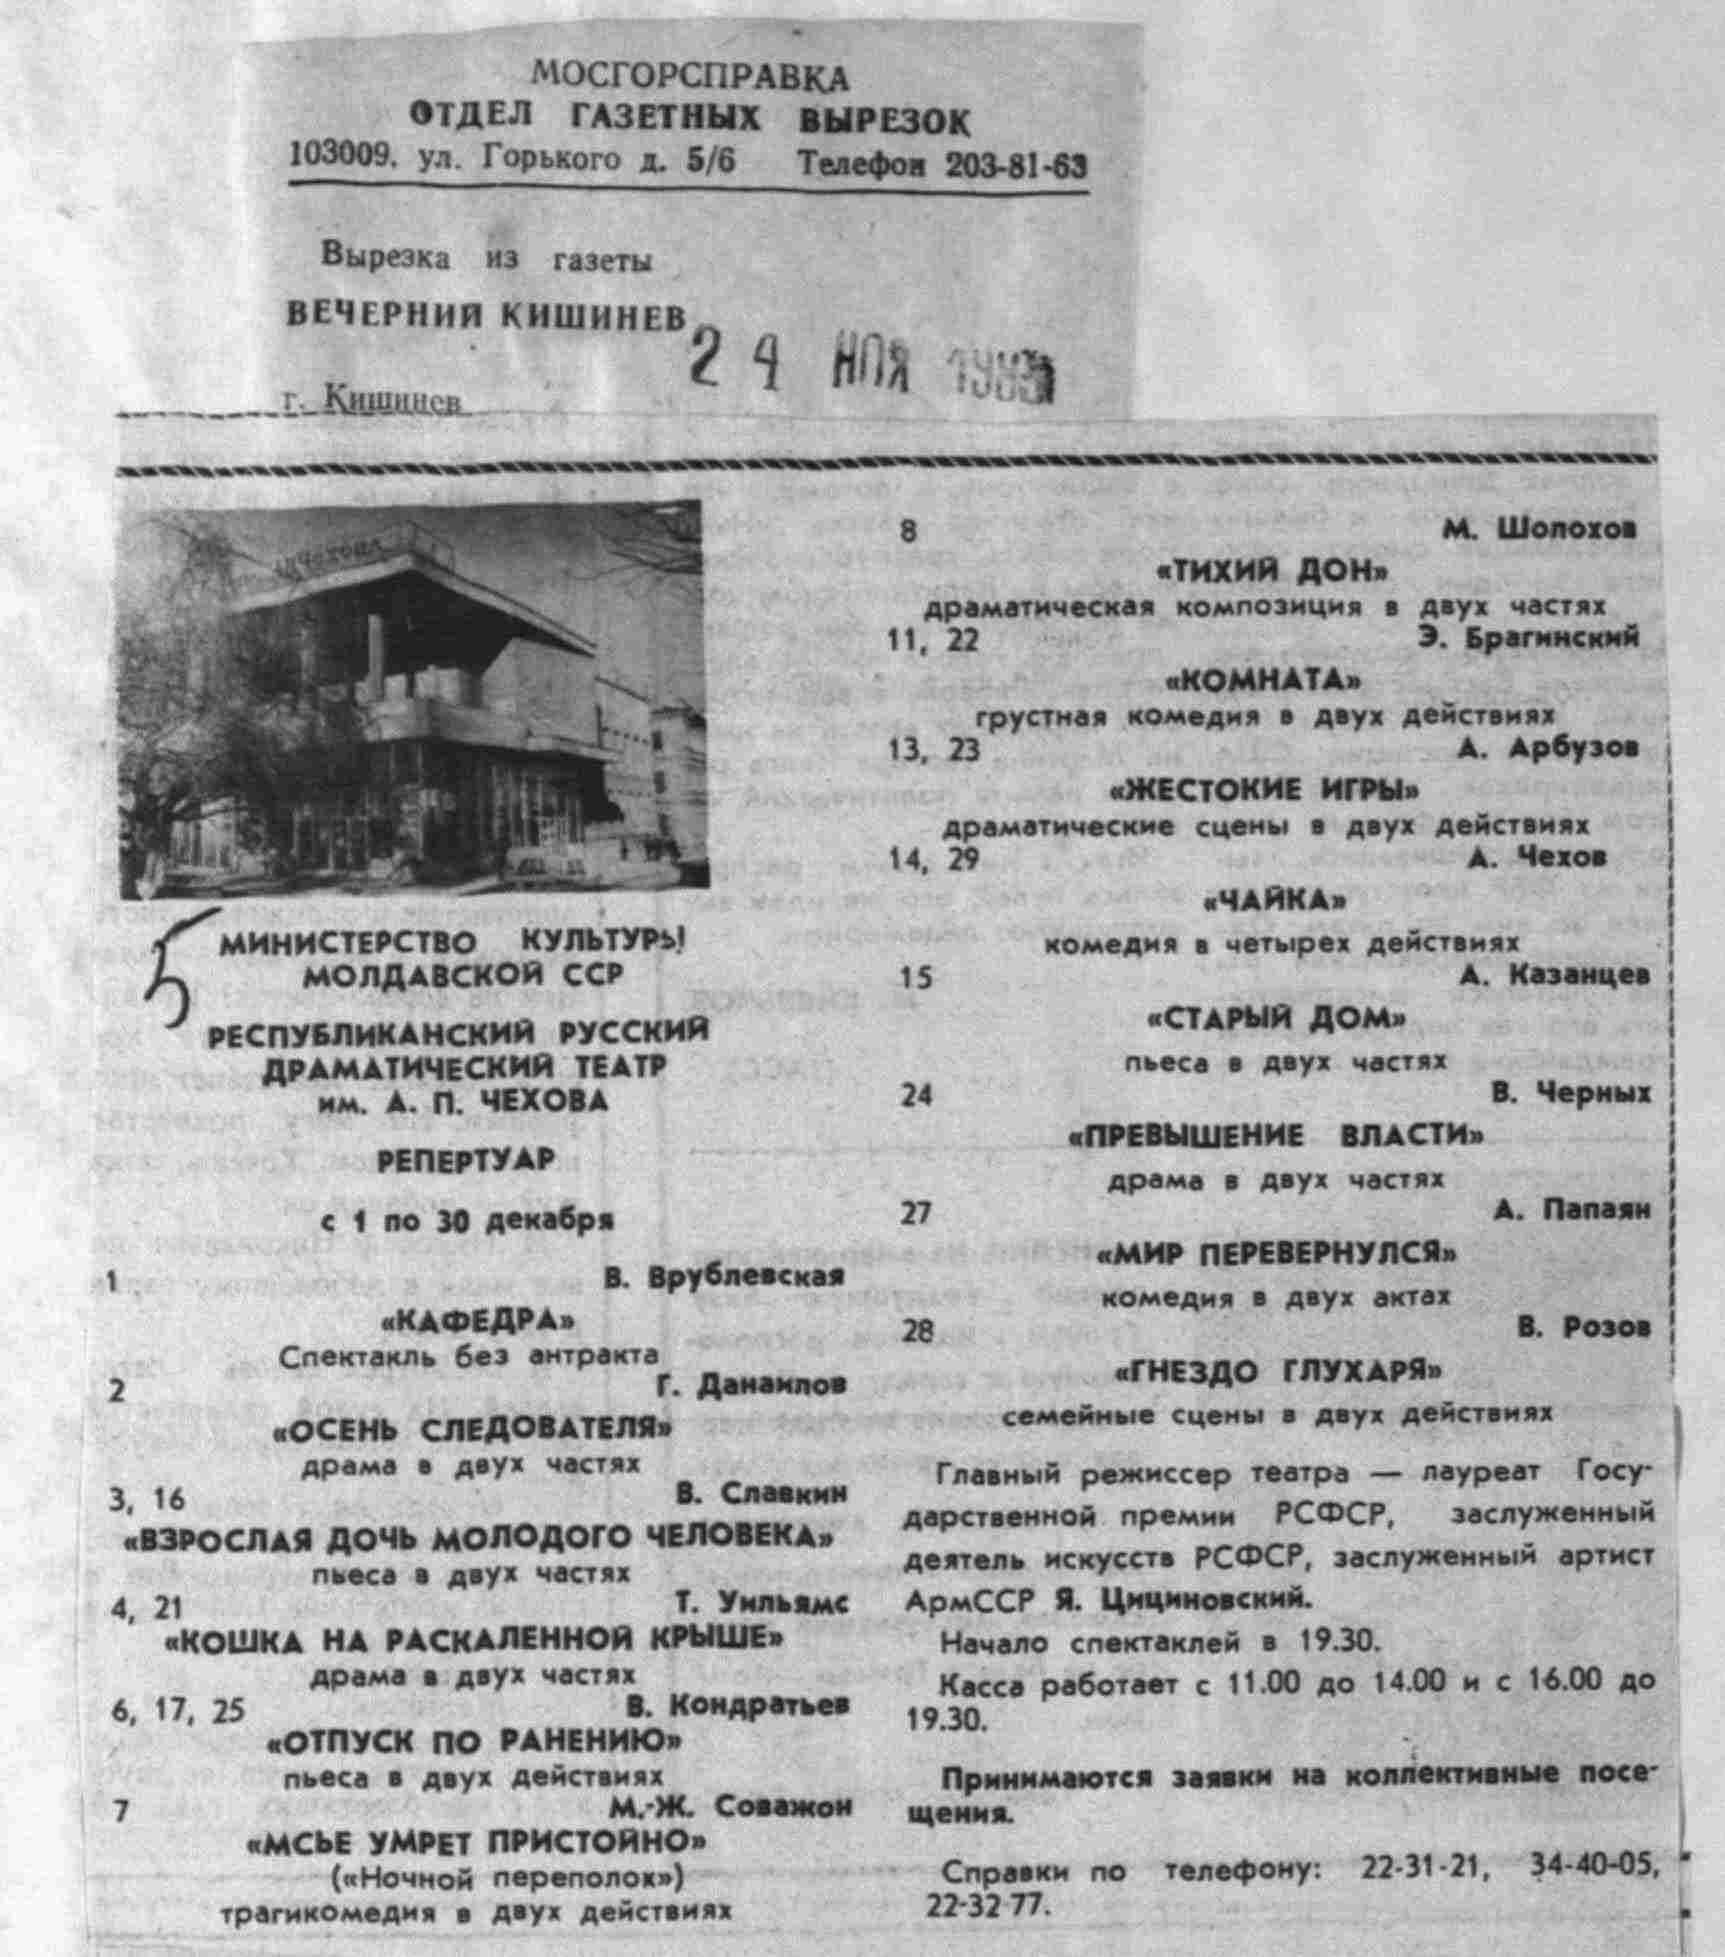 МОСГОРСПРАВКА
ОТДЕЛ ГАЗЕТНЫХ ВЫРЕЗОК
103009, ул. Горького д. 5/6 Телефон 203-81-63
Вырезка из газеты
ВЕЧЕРНИЙ КИШИНЕВ
24 НОЯ
г. Кишинев
5
МИНИСТЕРСТВО КУЛЬТУРЫ
МОЛДАВСКОЙ ССР
РЕСПУБЛИКАНСКИЙ РУССКИЙ
ДРАМАТИЧЕСКИЙ ТЕАТР
им. А. П. ЧЕХОВА
РЕПЕРТУАР
с 1 по 30 декабря
1 В. Врублевская
«КАФЕДРА»
Спектакль без антракта
2 Г. Данаилов
«ОСЕНЬ СЛЕДОВАТЕЛЯ»
драма в двух частях
3, 16 В. Славкин
«ВЗРОСЛАЯ ДОЧЬ МОЛОДОГО ЧЕЛОВЕКА»
пьеса в двух частях
4, 21 Т. Уильямс
«КОШКА НА РАСКАЛЕННОЙ КРЫШЕ»
драма в двух частях
6, 17, 25 В. Кондратьев
«ОТПУСК ПО РАНЕНИЮ»
пьеса в двух действиях
7 М.-Ж. Соважон
«МСЬЕ УМРЕТ ПРИСТОЙНО»
(«Ночной переполох»)
трагикомедия в двух действиях
8 М. Шолохов
«ТИХИЙ ДОН»
драматическая композиция в двух частях
11, 22 Э. Брагинский
«КОМНАТА»
грустная комедия в двух действиях
13, 23 А. Арбузов
«ЖЕСТОКИЕ ИГРЫ»
драматические сцены в двух действиях
14, 29 А. Чехов
«ЧАЙКА»
комедия в четырех действиях
15 А. Казанцев
«СТАРЫЙ ДОМ»
пьеса в двух частях
24 В. Черных
«ПРЕВЫШЕНИЕ ВЛАСТИ»
драма в двух частях
27 А. Папаян
«МИР ПЕРЕВЕРНУЛСЯ»
комедия в двух актах
28 В. Розов
«ГНЕЗДО ГЛУХАРЯ»
семейные сцены в двух действиях
Главный режиссер театра — лауреат Госу-
дарственной премии РСФСР, заслуженный
деятель искусств РСФСР, заслуженный артист
АрмССР Я. Цициновский.
Начало спектаклей в 19.30.
Касса работает с 11.00 до 14.00 и с 16.00 до
19.30.
Принимаются заявки на коллективные посе-
щения.
Справки по телефону: 22-31-21, 34-40-05,
22-32-77.